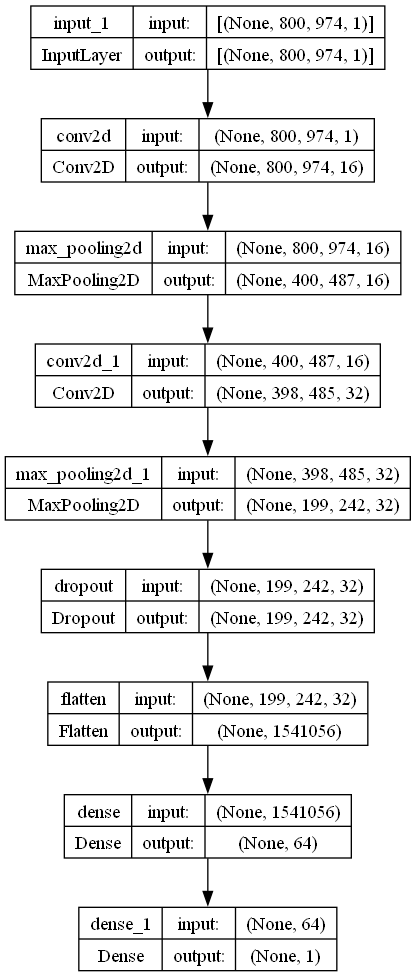 input_1 input: [(None, 800, 974, 1)]
InputLayer output: [(None, 800, 974, 1)]
conv2d input: (None, 800, 974, 1)
Conv2D output: (None, 800, 974, 16)
max_pooling2d input: (None, 800, 974, 16)
MaxPooling2D output: (None, 400, 487, 16)
conv2d_1 input: (None, 400, 487, 16)
Conv2D output: (None, 398, 485, 32)
max_pooling2d_1 input: (None, 398, 485, 32)
MaxPooling2D output: (None, 199, 242, 32)
dropout input: (None, 199, 242, 32)
Dropout output: (None, 199, 242, 32)
flatten input: (None, 199, 242, 32)
Flatten output: (None, 1541056)
dense input: (None, 1541056)
Dense output: (None, 64)
dense_1 input: (None, 64)
Dense output: (None, 1)